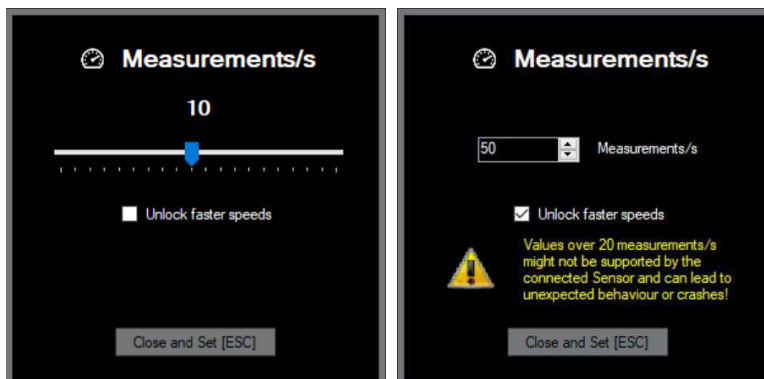 Measurements/s
10
Unlock faster speeds
Close and Set [ESC]
Measurements/s
50 Measurements/s
Unlock faster speeds
Values over 20 measurements/s
might not be supported by the
connected Sensor and can lead to
unexpected behaviour or crashes!
Close and Set [ESC]